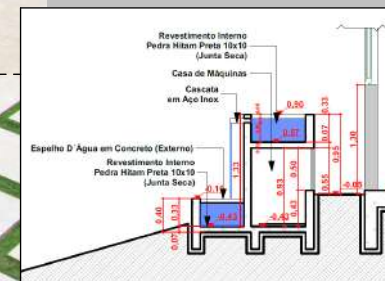 Revestimento Interno
Pedra Hitam Preta 10x10
(Junta Seca)
Casa de Máquinas
Cascata
em Aço Inox
Espelho D´Água em Concreto (Externo)
Revestimento Interno
Pedra Hitam Preta 10x10
(Junta Seca)
0,90
0,33
0,57
0,07
0,95
1,30
1,33
0,93
0,50
0,55
0,43
-0,05
-0,10
0,40
0,33
-0,43
-0,43
0,07